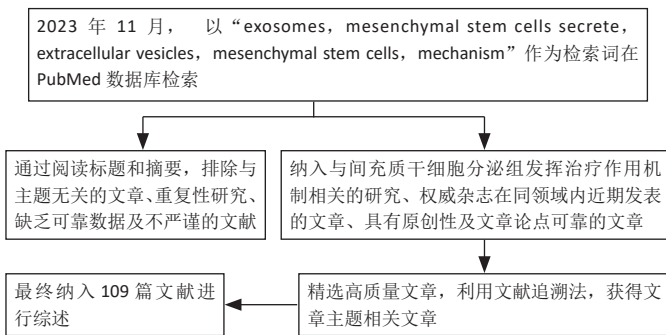 2023 年 11 月， 以“exosomes，mesenchymal stem cells secrete，
extracellular vesicles，mesenchymal stem cells，mechanism”作为检索词在
PubMed 数据库检索
通过阅读标题和摘要，排除与
主题无关的文章、重复性研究、
缺乏可靠数据及不严谨的文献
纳入与间充质干细胞分泌组发挥治疗作用机
制相关的研究、权威杂志在同领域内近期发表
的文章、具有原创性及文章论点可靠的文章
精选高质量文章，利用文献追溯法，获得文
章主题相关文章
最终纳入 109 篇文献进
行综述